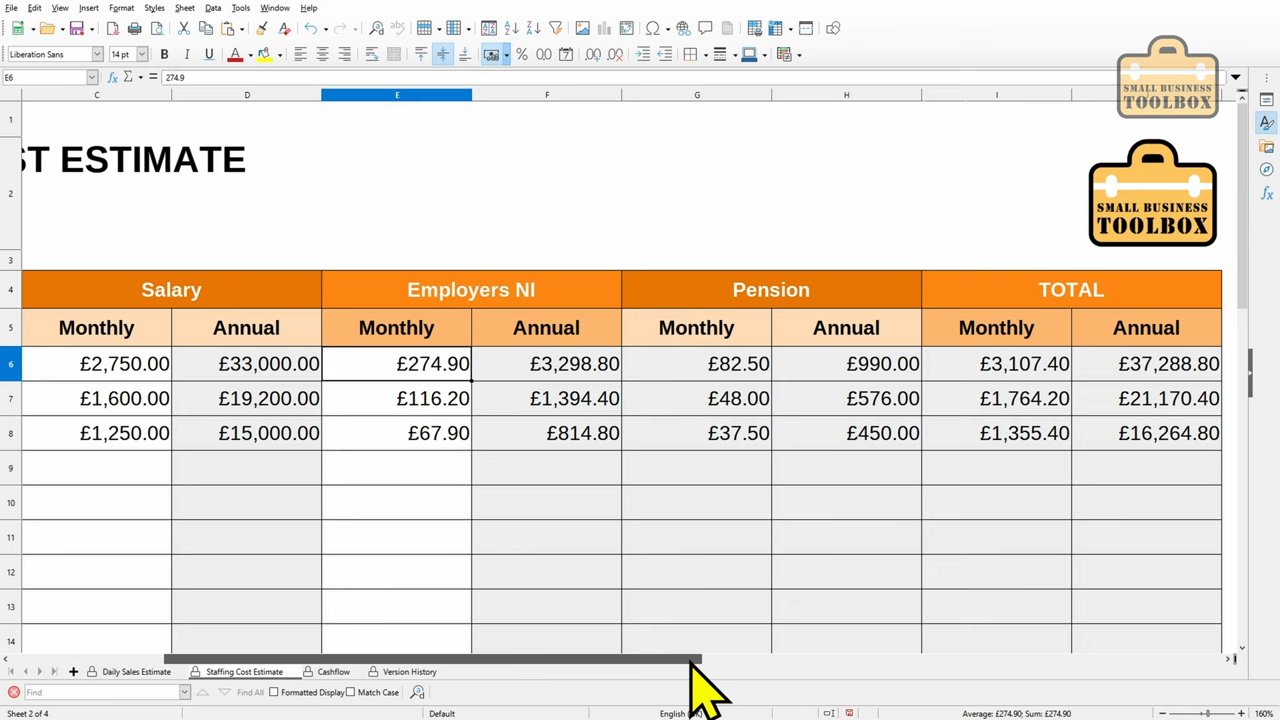 File Edit View Insert Format Styles Sheet Data Tools Window Help
Liberation Sans 14 pt
E6 274.9
SMALL BUSINESS
TOOLBOX
C D E F G H I
1
ST ESTIMATE
2
SMALL BUSINESS
TOOLBOX
3
4 Salary Employers NI Pension TOTAL
5 Monthly Annual Monthly Annual Monthly Annual Monthly Annual
6 £2,750.00 £33,000.00 £274.90 £3,298.80 £82.50 £990.00 £3,107.40 £37,288.80
7 £1,600.00 £19,200.00 £116.20 £1,394.40 £48.00 £576.00 £1,764.20 £21,170.40
8 £1,250.00 £15,000.00 £67.90 £814.80 £37.50 £450.00 £1,355.40 £16,264.80
9
10
11
12
13
14
Daily Sales Estimate Staffing Cost Estimate Cashflow Version History
Find Find All Formatted Display Match Case
Sheet 2 of 4 Default English Average: £274.90; Sum: £274.90 160%